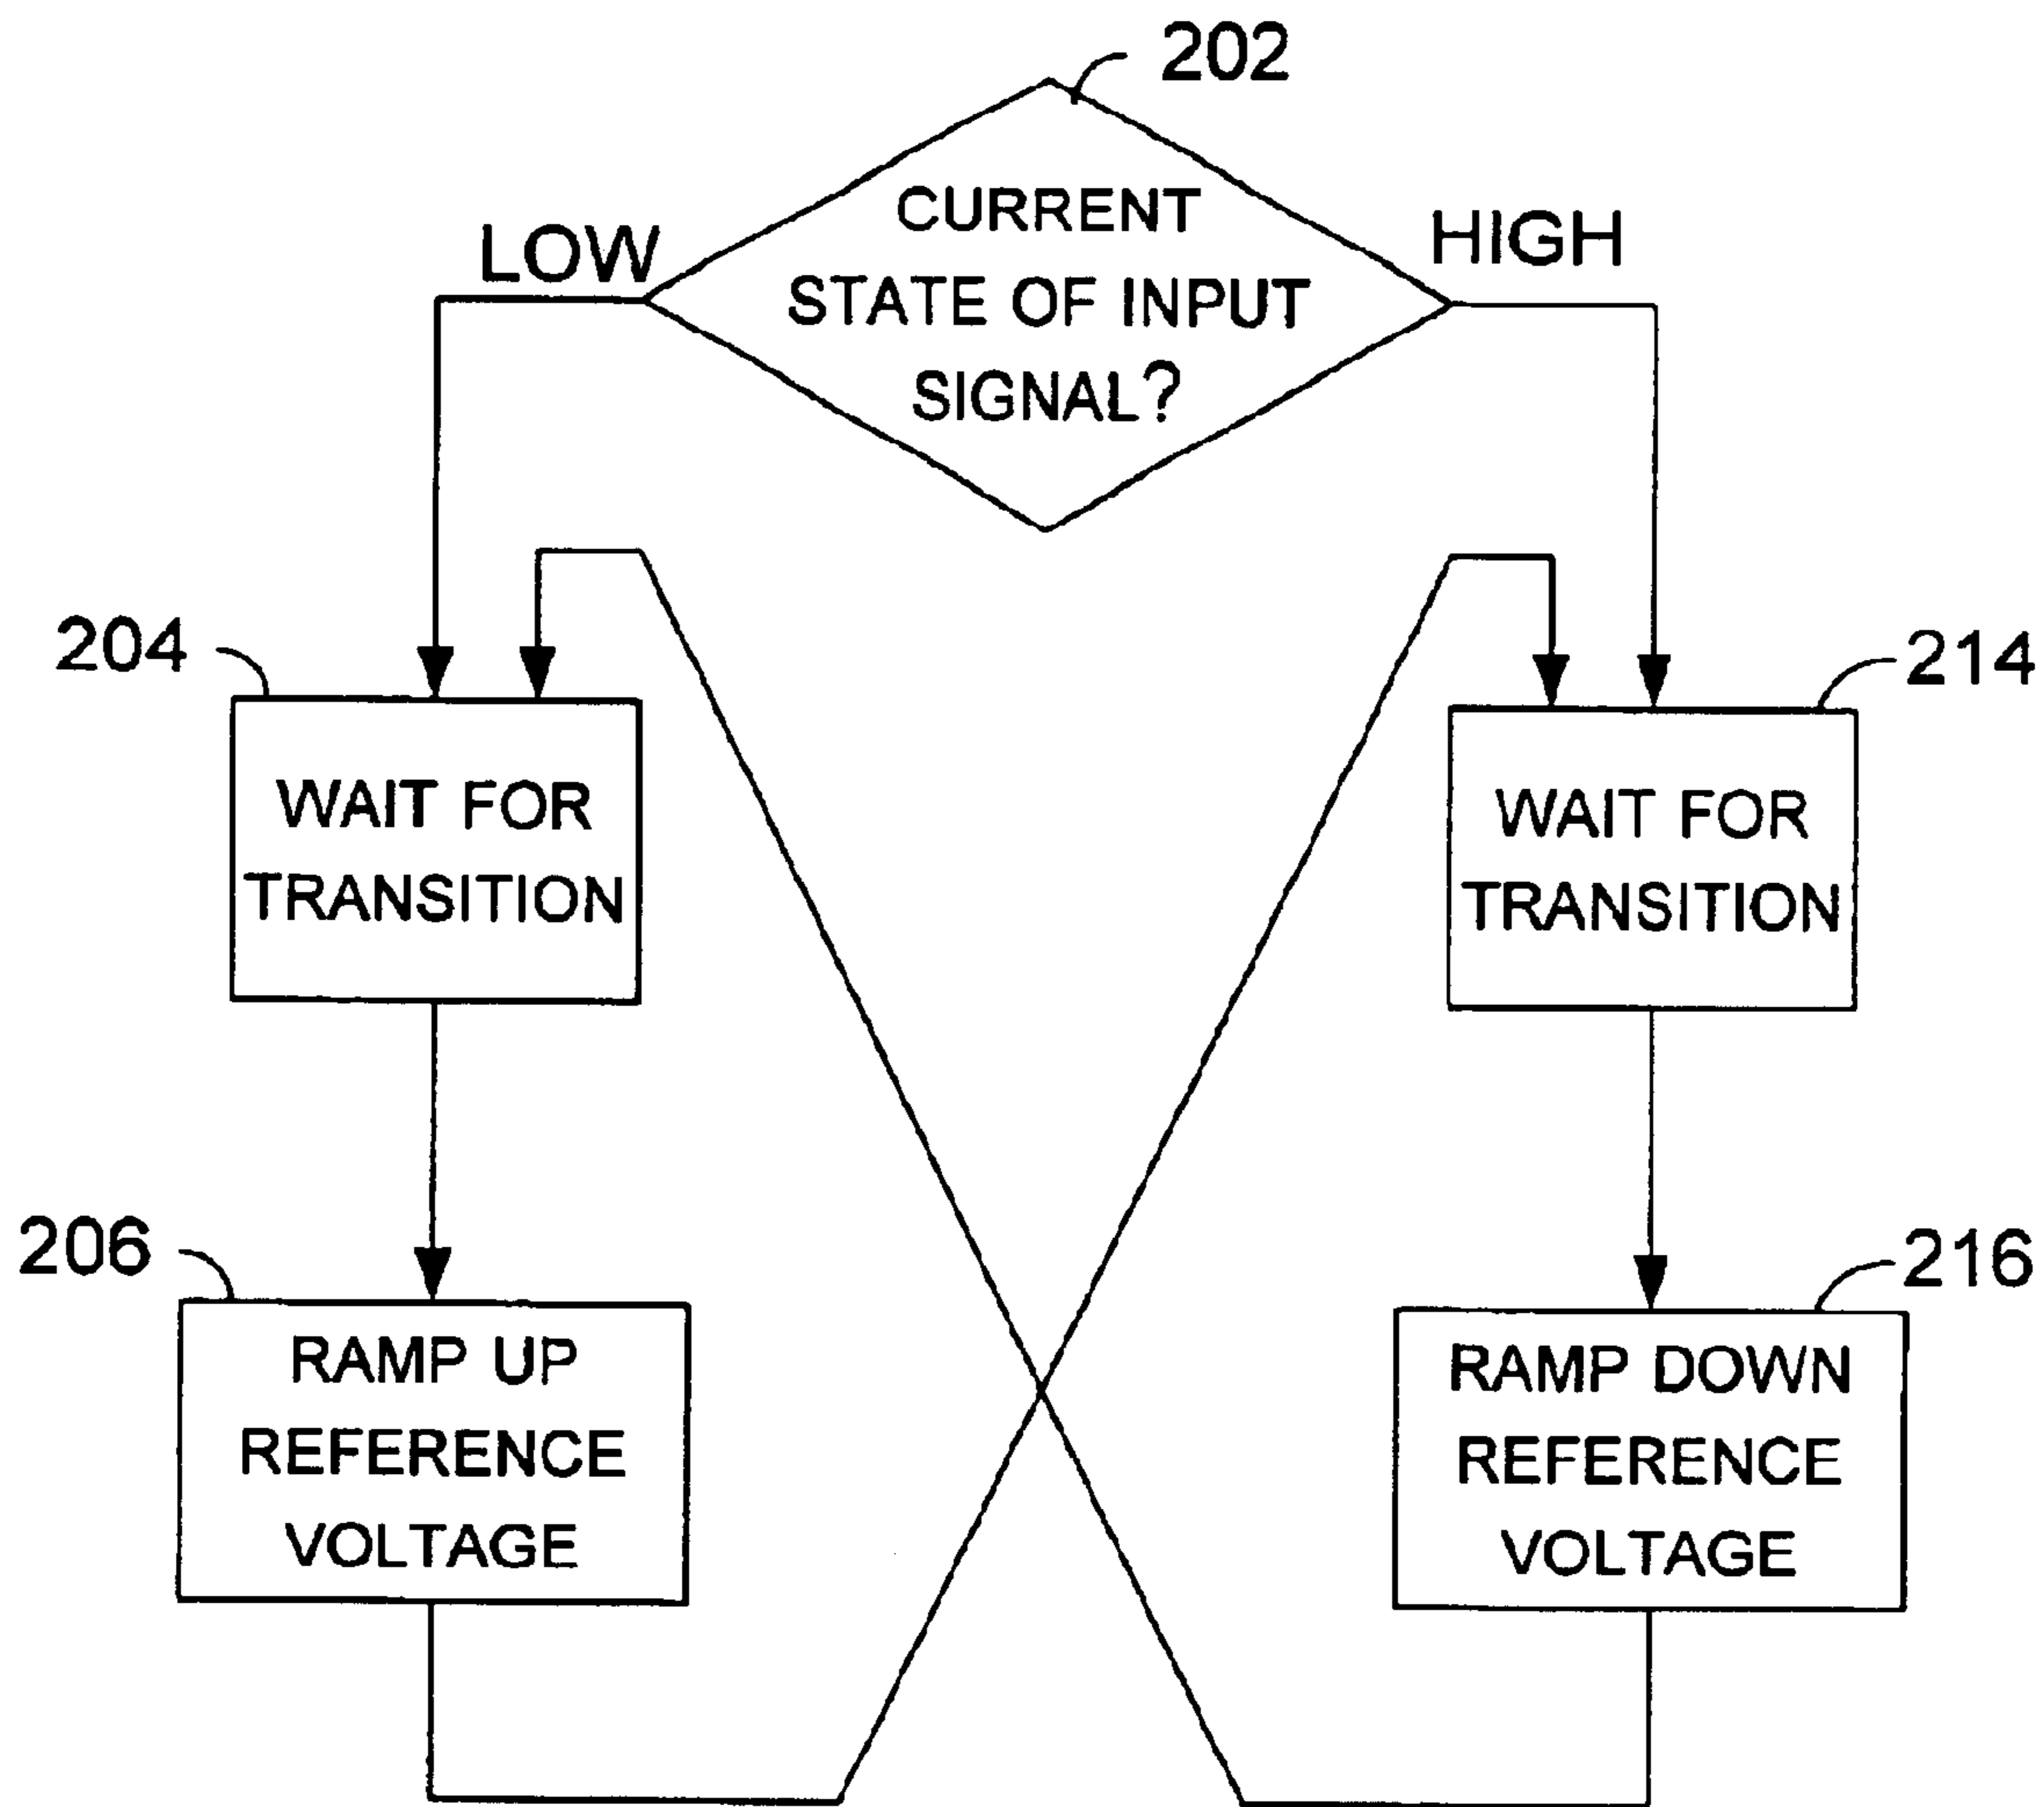 202
CURRENT
STATE OF INPUT
SIGNAL?
LOW
HIGH
204
WAIT FOR
TRANSITION
214
WAIT FOR
TRANSITION
206
RAMP UP
REFERENCE
VOLTAGE
216
RAMP DOWN
REFERENCE
VOLTAGE